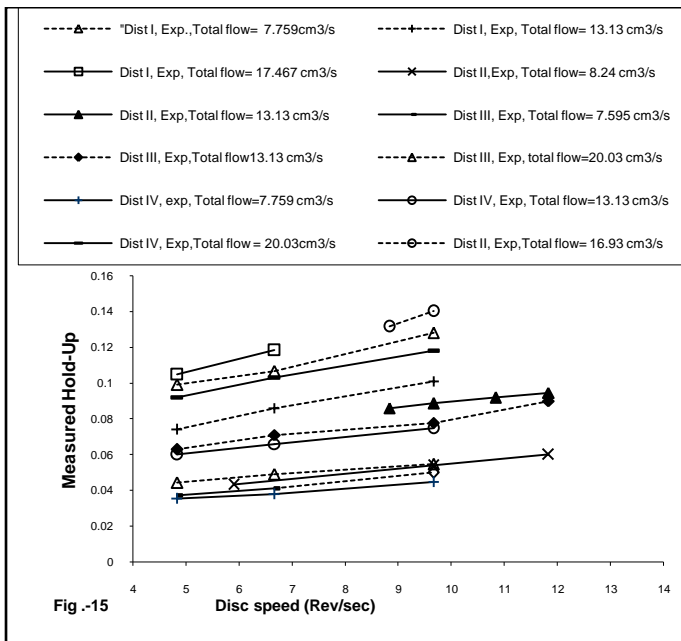 "Dist I, Exp.,Total flow= 7.759cm3/s
Dist I, Exp, Total flow= 13.13 cm3/s
Dist I, Exp, Total flow= 17.467 cm3/s
Dist II,Exp,Total flow= 8.24 cm3/s
Dist II, Exp,Total flow= 13.13 cm3/s
Dist III, Exp,Total flow= 7.595 cm3/s
Dist III, Exp,Total flow13.13 cm3/s
Dist III, Exp, total flow=20.03 cm3/s
Dist IV, exp, Total flow=7.759 cm3/s
Dist IV, Exp, Total flow=13.13 cm3/s
Dist IV, Exp,Total flow = 20.03cm3/s
Dist II, Exp,Total flow= 16.93 cm3/s
0.16
0.14
0.12
0.1
0.08
0.06
0.04
0.02
0
Measured Hold-Up
4 5 6 7 8 9 10 11 12 13 14
Fig .-15 Disc speed (Rev/sec)